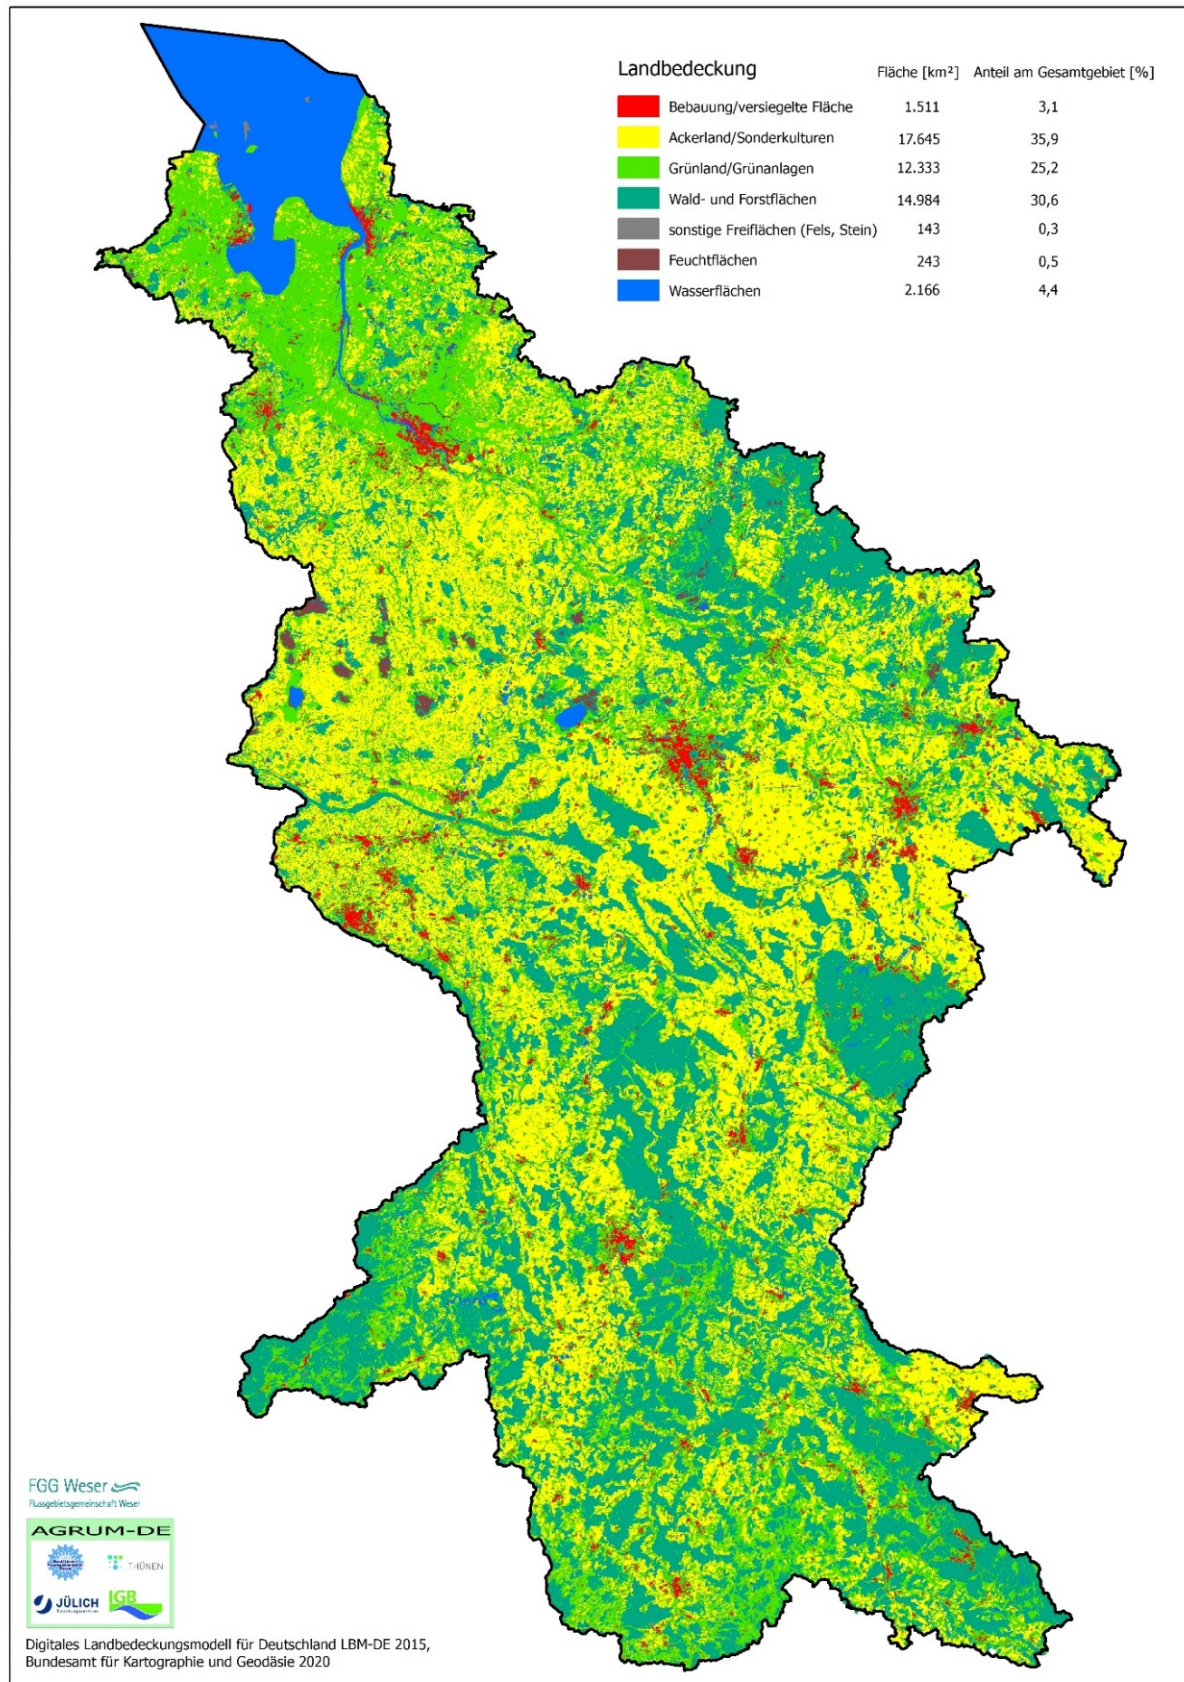 Landbedeckung Fläche [km²] Anteil am Gesamtgebiet [%]
Bebauung/versiegelte Fläche 1.511 3,1
Ackerland/Sonderkulturen 17.645 35,9
Grünland/Grünanlagen 12.333 25,2
Wald- und Forstflächen 14.984 30,6
sonstige Freiflächen (Fels, Stein) 143 0,3
Feuchtflächen 243 0,5
Wasserflächen 2.166 4,4
FGG Weser
Flussgebietsgemeinschaft Weser
AGRUM-DE
THÜNEN
JÜLICH
Forschungszentrum
IGB
Digitales Landbedeckungsmodell für Deutschland LBM-DE 2015,
Bundesamt für Kartographie und Geodäsie 2020